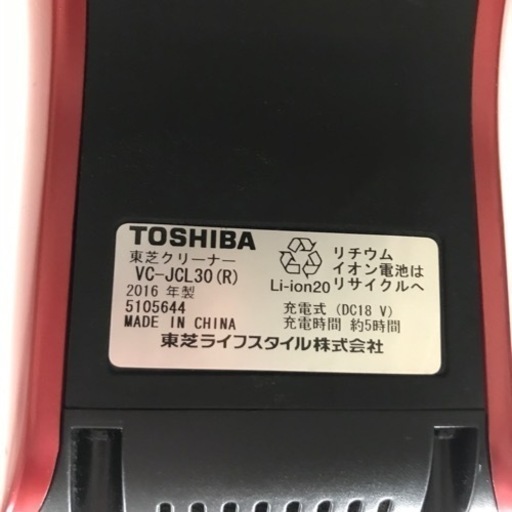 TOSHIBA
東芝クリーナー
VC-JCL30(R)
2016 年製
5105644
MADE IN CHINA
Li-ion20
リチウム
イオン電池は
リサイクルへ
充電式 (DC18 V)
充電時間 約5時間
東芝ライフスタイル株式会社